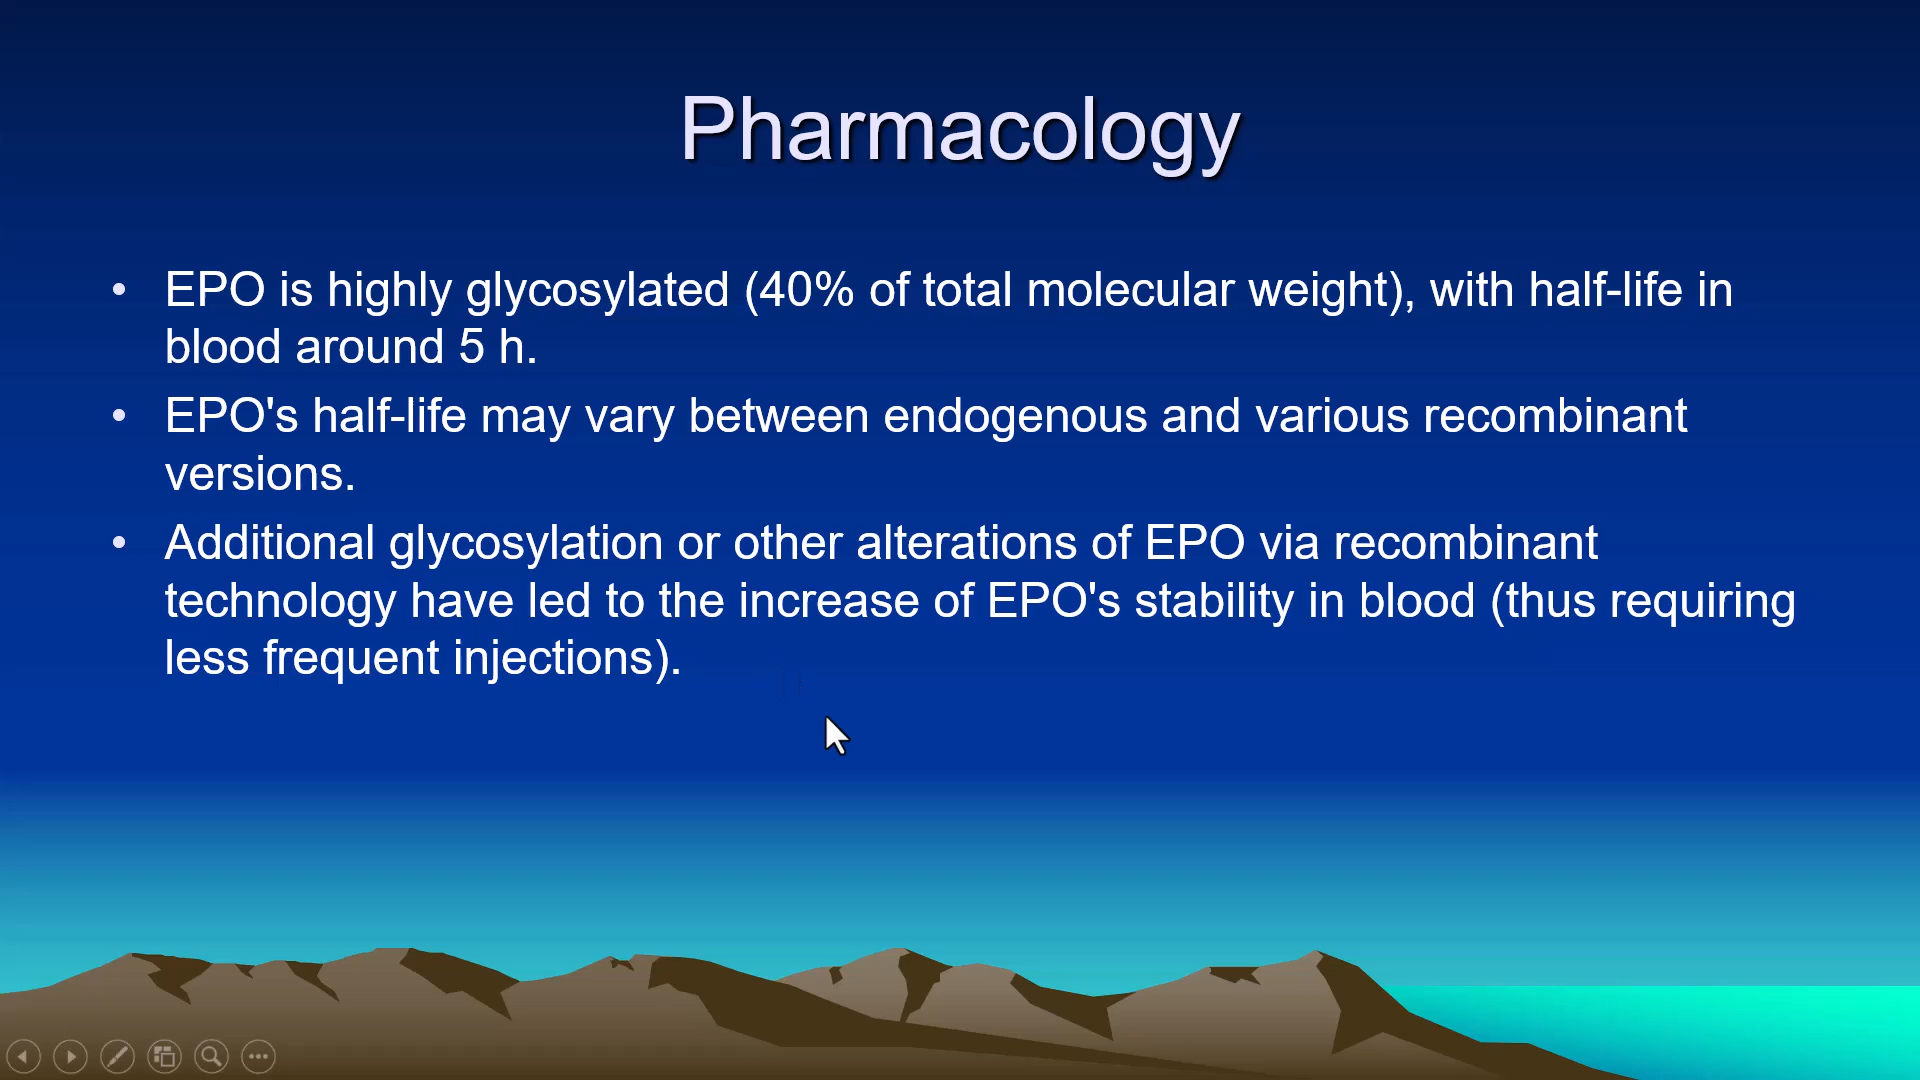 Pharmacology
• EPO is highly glycosylated (40% of total molecular weight), with half-life in
blood around 5 h.
• EPO's half-life may vary between endogenous and various recombinant
versions.
• Additional glycosylation or other alterations of EPO via recombinant
technology have led to the increase of EPO's stability in blood (thus requiring
less frequent injections).